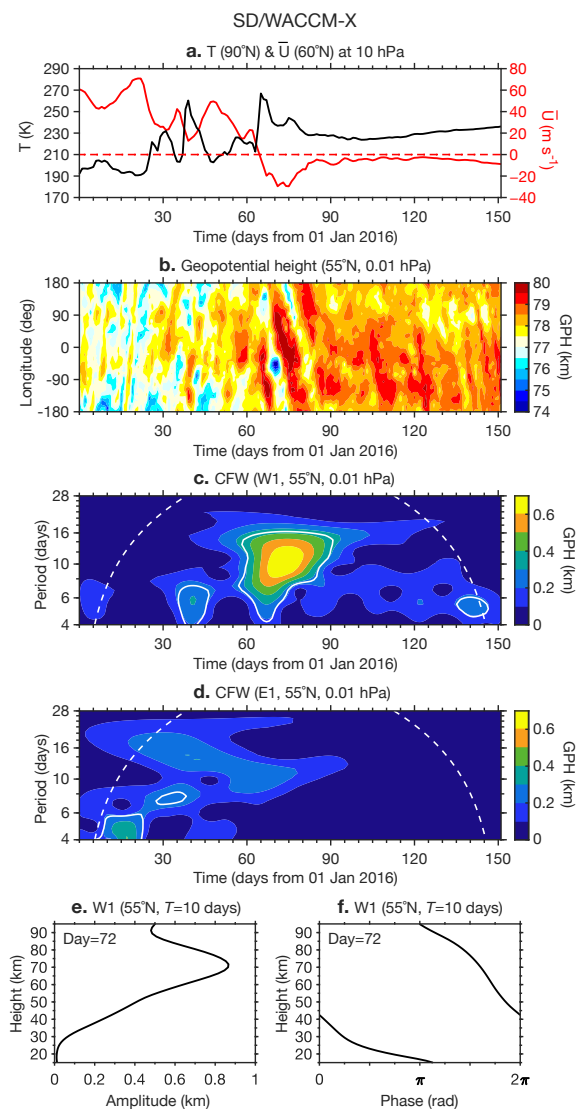 SD/WACCM-X
a. T (90°N) & U̅ (60°N) at 10 hPa
T (K)
290
270
250
230
210
190
170
80
60
40
20
0
−20
−40
U̅ (m s⁻¹)
30 60 90 120 150
Time (days from 01 Jan 2016)
b. Geopotential height (55°N, 0.01 hPa)
Longitude (deg)
180
90
0
-90
-180
80
79
78
77
76
75
74
GPH (km)
30 60 90 120 150
Time (days from 01 Jan 2016)
c. CFW (W1, 55°N, 0.01 hPa)
Period (days)
28
16
10
6
4
0.6
0.4
0.2
0
GPH (km)
30 60 90 120 150
Time (days from 01 Jan 2016)
d. CFW (E1, 55°N, 0.01 hPa)
Period (days)
28
16
10
6
4
0.6
0.4
0.2
0
GPH (km)
30 60 90 120 150
Time (days from 01 Jan 2016)
e. W1 (55°N, T=10 days)
Day=72
Height (km)
90
80
70
60
50
40
30
20
0 0.2 0.4 0.6 0.8 1
Amplitude (km)
f. W1 (55°N, T=10 days)
Day=72
Height (km)
90
80
70
60
50
40
30
20
0 π 2π
Phase (rad)